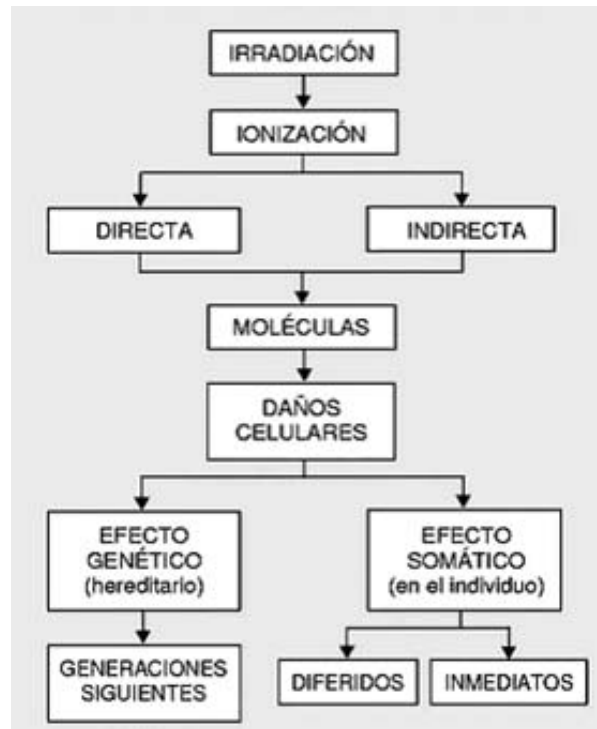 IRRADIACIÓN
IONIZACIÓN
DIRECTA
INDIRECTA
MOLÉCULAS
DAÑOS
CELULARES
EFECTO
GENÉTICO
(hereditario)
EFECTO
SOMÁTICO
(en el individuo)
GENERACIONES
SIGUIENTES
DIFERIDOS
INMEDIATOS